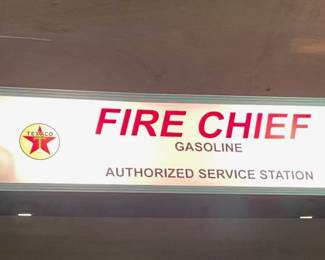 TEXACO
FIRE CHIEF
GASOLINE
AUTHORIZED SERVICE STATION